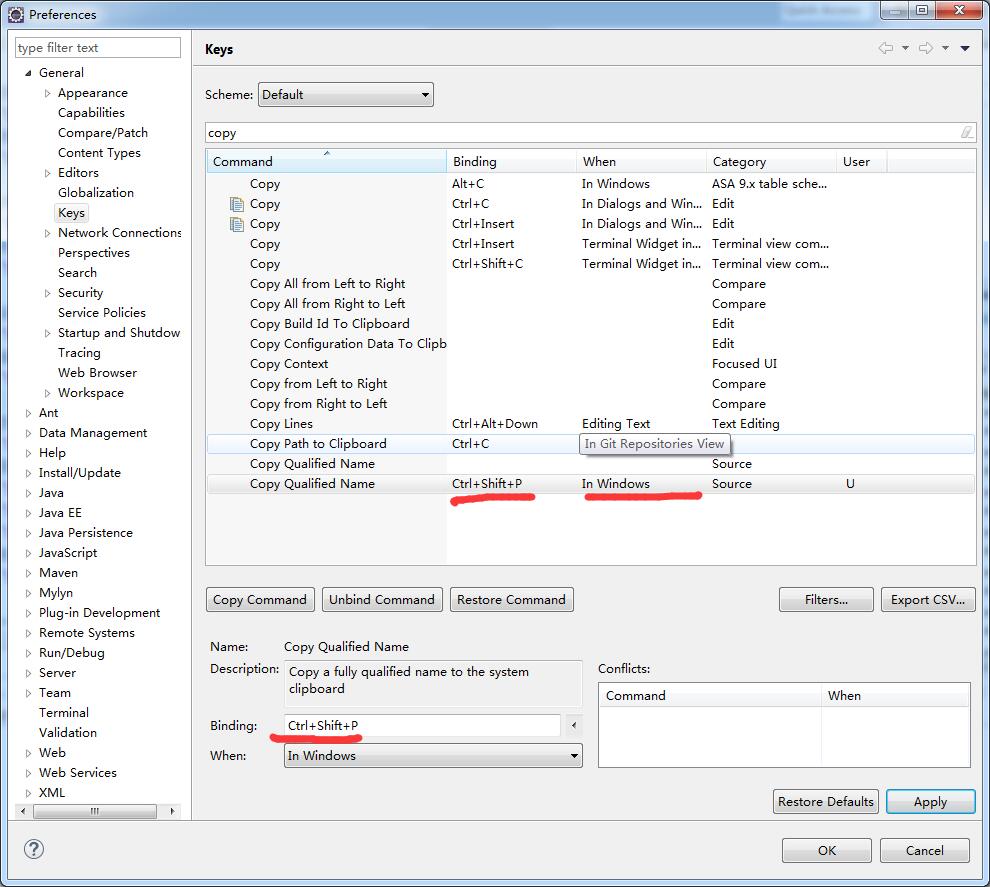 Preferences
type filter text
General
Appearance
Capabilities
Compare/Patch
Content Types
Editors
Globalization
Keys
Network Connections
Perspectives
Search
Security
Service Policies
Startup and Shutdow
Tracing
Web Browser
Workspace
Ant
Data Management
Help
Install/Update
Java
Java EE
Java Persistence
JavaScript
Maven
Mylyn
Plug-in Development
Remote Systems
Run/Debug
Server
Team
Terminal
Validation
Web
Web Services
XML
Keys
Scheme: Default
copy
Command Binding When Category User
Copy Alt+C In Windows ASA 9.x table sche...
Copy Ctrl+C In Dialogs and Win... Edit
Copy Ctrl+Insert In Dialogs and Win... Edit
Copy Ctrl+Insert Terminal Widget in... Terminal view com...
Copy Ctrl+Shift+C Terminal Widget in... Terminal view com...
Copy All from Left to Right Compare
Copy All from Right to Left Compare
Copy Build Id To Clipboard Edit
Copy Configuration Data To Clipb Edit
Copy Context Focused UI
Copy from Left to Right Compare
Copy from Right to Left Compare
Copy Lines Ctrl+Alt+Down Editing Text Text Editing
Copy Path to Clipboard Ctrl+C In Git Repositories View
Copy Qualified Name Source
Copy Qualified Name Ctrl+Shift+P In Windows Source U
Copy Command Unbind Command Restore Command Filters... Export CSV...
Name: Copy Qualified Name
Description: Copy a fully qualified name to the system
clipboard
Binding: Ctrl+Shift+P
When: In Windows
Conflicts:
Command When
Restore Defaults Apply
OK Cancel